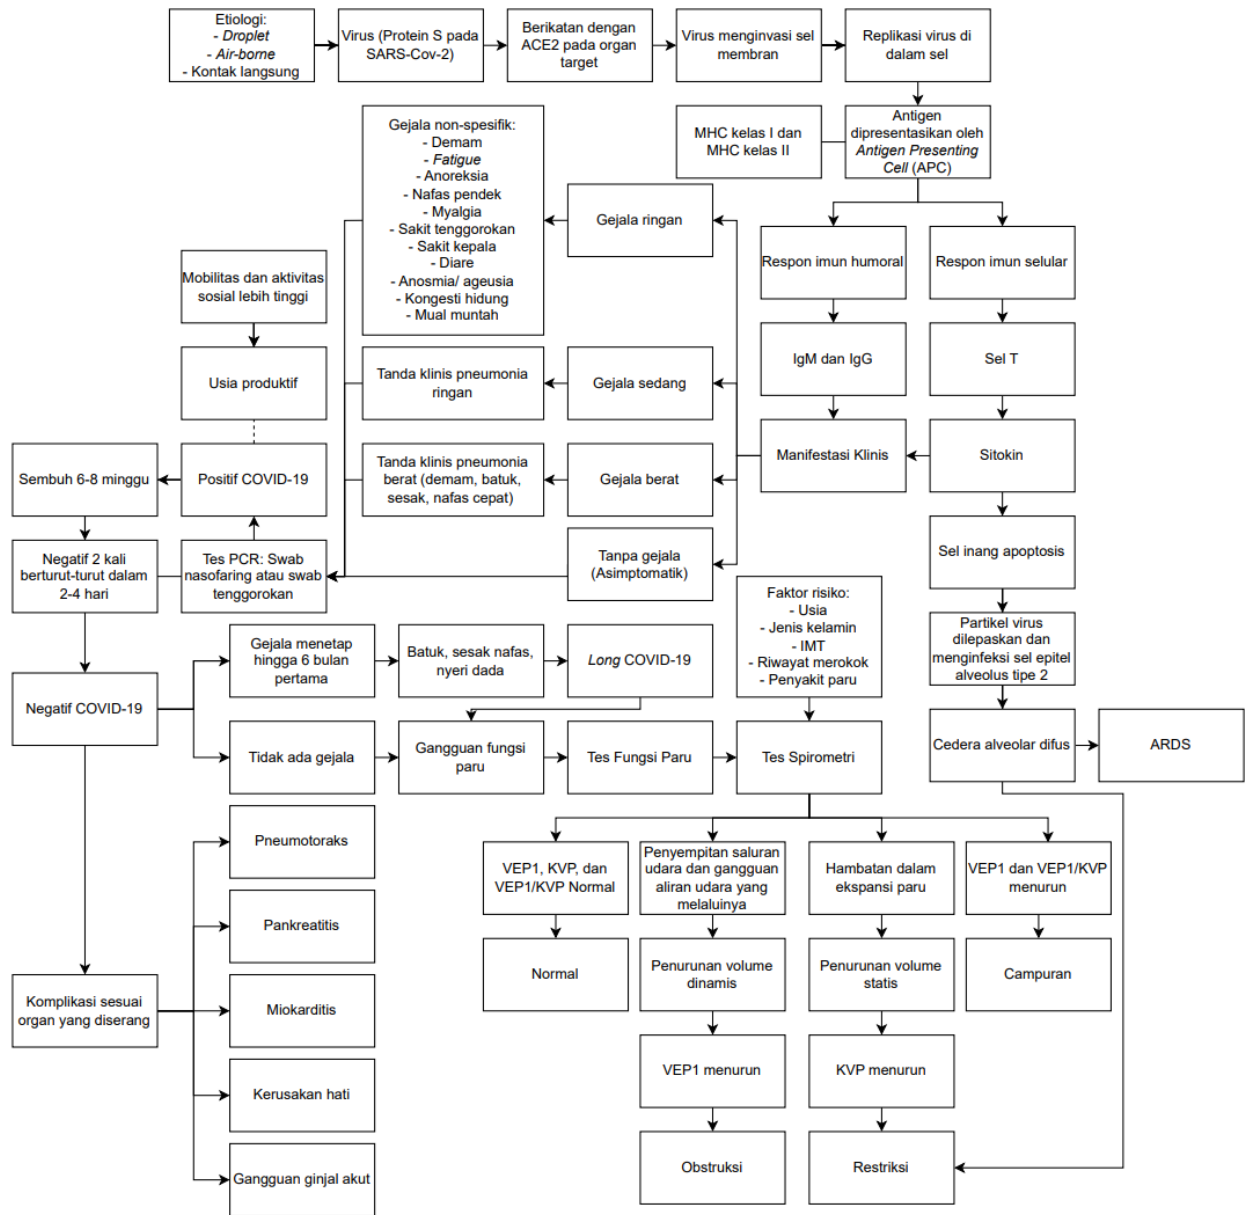 Etiologi:
- Droplet
- Air-borne
- Kontak langsung
Virus (Protein S pada
SARS-Cov-2)
Berikatan dengan
ACE2 pada organ
target
Virus menginvasi sel
membran
Replikasi virus di
dalam sel
Gejala non-spesifik:
- Demam
- Fatigue
- Anoreksia
- Nafas pendek
- Myalgia
- Sakit tenggorokan
- Sakit kepala
- Diare
- Anosmia/ ageusia
- Kongesti hidung
- Mual muntah
MHC kelas I dan
MHC kelas II
Antigen
dipresentasikan oleh
Antigen Presenting
Cell (APC)
Gejala ringan
Respon imun humoral
Respon imun selular
Mobilitas dan aktivitas
sosial lebih tinggi
Usia produktif
Tanda klinis pneumonia
ringan
Gejala sedang
IgM dan IgG
Sel T
Sembuh 6-8 minggu
Positif COVID-19
Tanda klinis pneumonia
berat (demam, batuk,
sesak, nafas cepat)
Gejala berat
Manifestasi Klinis
Sitokin
Negatif 2 kali
berturut-turut dalam
2-4 hari
Tes PCR: Swab
nasofaring atau swab
tenggorokan
Tanpa gejala
(Asimptomatik)
Sel inang apoptosis
Faktor risiko:
- Usia
- Jenis kelamin
- IMT
- Riwayat merokok
- Penyakit paru
Partikel virus
dilepaskan dan
menginfeksi sel epitel
alveolus tipe 2
Gejala menetap
hingga 6 bulan
pertama
Batuk, sesak nafas,
nyeri dada
Long COVID-19
Negatif COVID-19
Tidak ada gejala
Gangguan fungsi
paru
Tes Fungsi Paru
Tes Spirometri
Cedera alveolar difus
ARDS
Pneumotoraks
VEP1, KVP, dan
VEP1/KVP Normal
Penyempitan saluran
udara dan gangguan
aliran udara yang
melaluinya
Hambatan dalam
ekspansi paru
VEP1 dan VEP1/KVP
menurun
Pankreatitis
Normal
Penurunan volume
dinamis
Penurunan volume
statis
Campuran
Komplikasi sesuai
organ yang diserang
Miokarditis
VEP1 menurun
KVP menurun
Kerusakan hati
Gangguan ginjal akut
Obstruksi
Restriksi